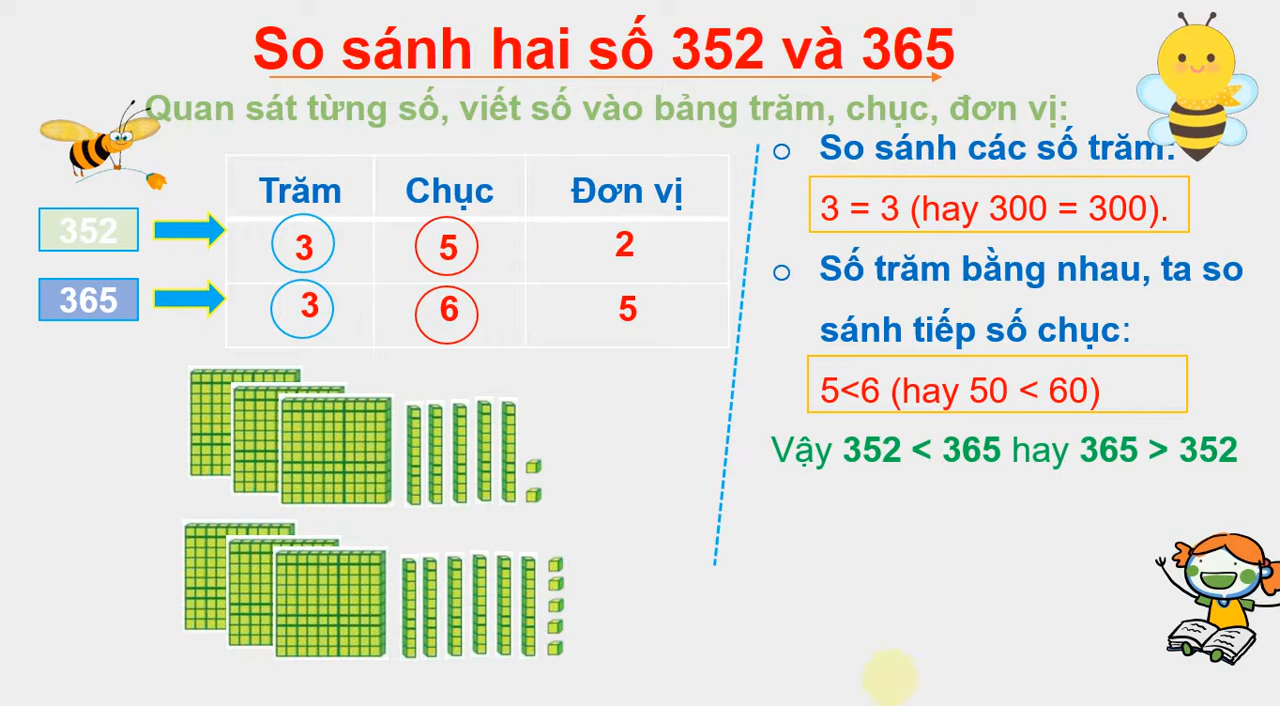 So sánh hai số 352 và 365
Quan sát từng số, viết số vào bảng trăm, chục, đơn vị:
Trăm Chục Đơn vị
352 3 5 2
365 3 6 5
So sánh các số trăm:
3 = 3 (hay 300 = 300).
Số trăm bằng nhau, ta so
sánh tiếp số chục:
5<6 (hay 50 < 60)
Vậy 352 < 365 hay 365 > 352